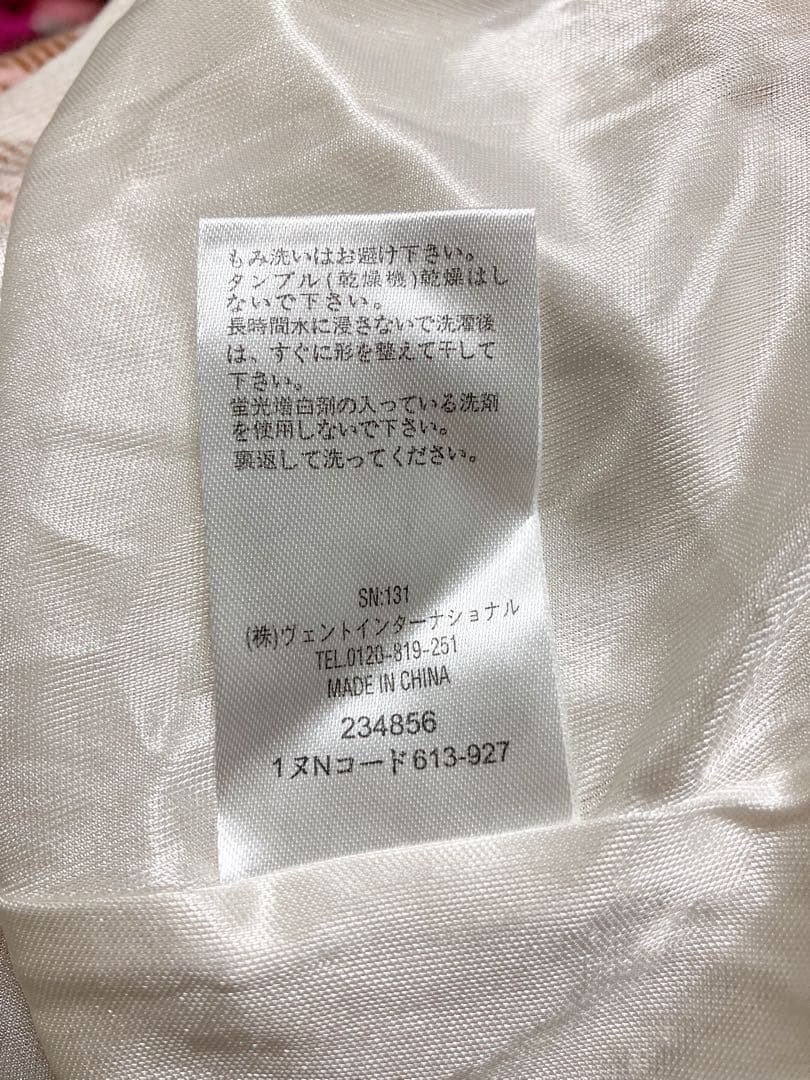 もみ洗いはお避け下さい。
タンブル(乾燥機)乾燥はし
ないで下さい。
長時間水に浸さないで洗濯後
は、すぐに形を整えて干して
下さい。
蛍光増白剤の入っている洗剤
を使用しないで下さい。
裏返して洗ってください。
SN:131
(株)ヴェントインターナショナル
TEL.0120-819-251
MADE IN CHINA
234856
1ヌNコード613-927